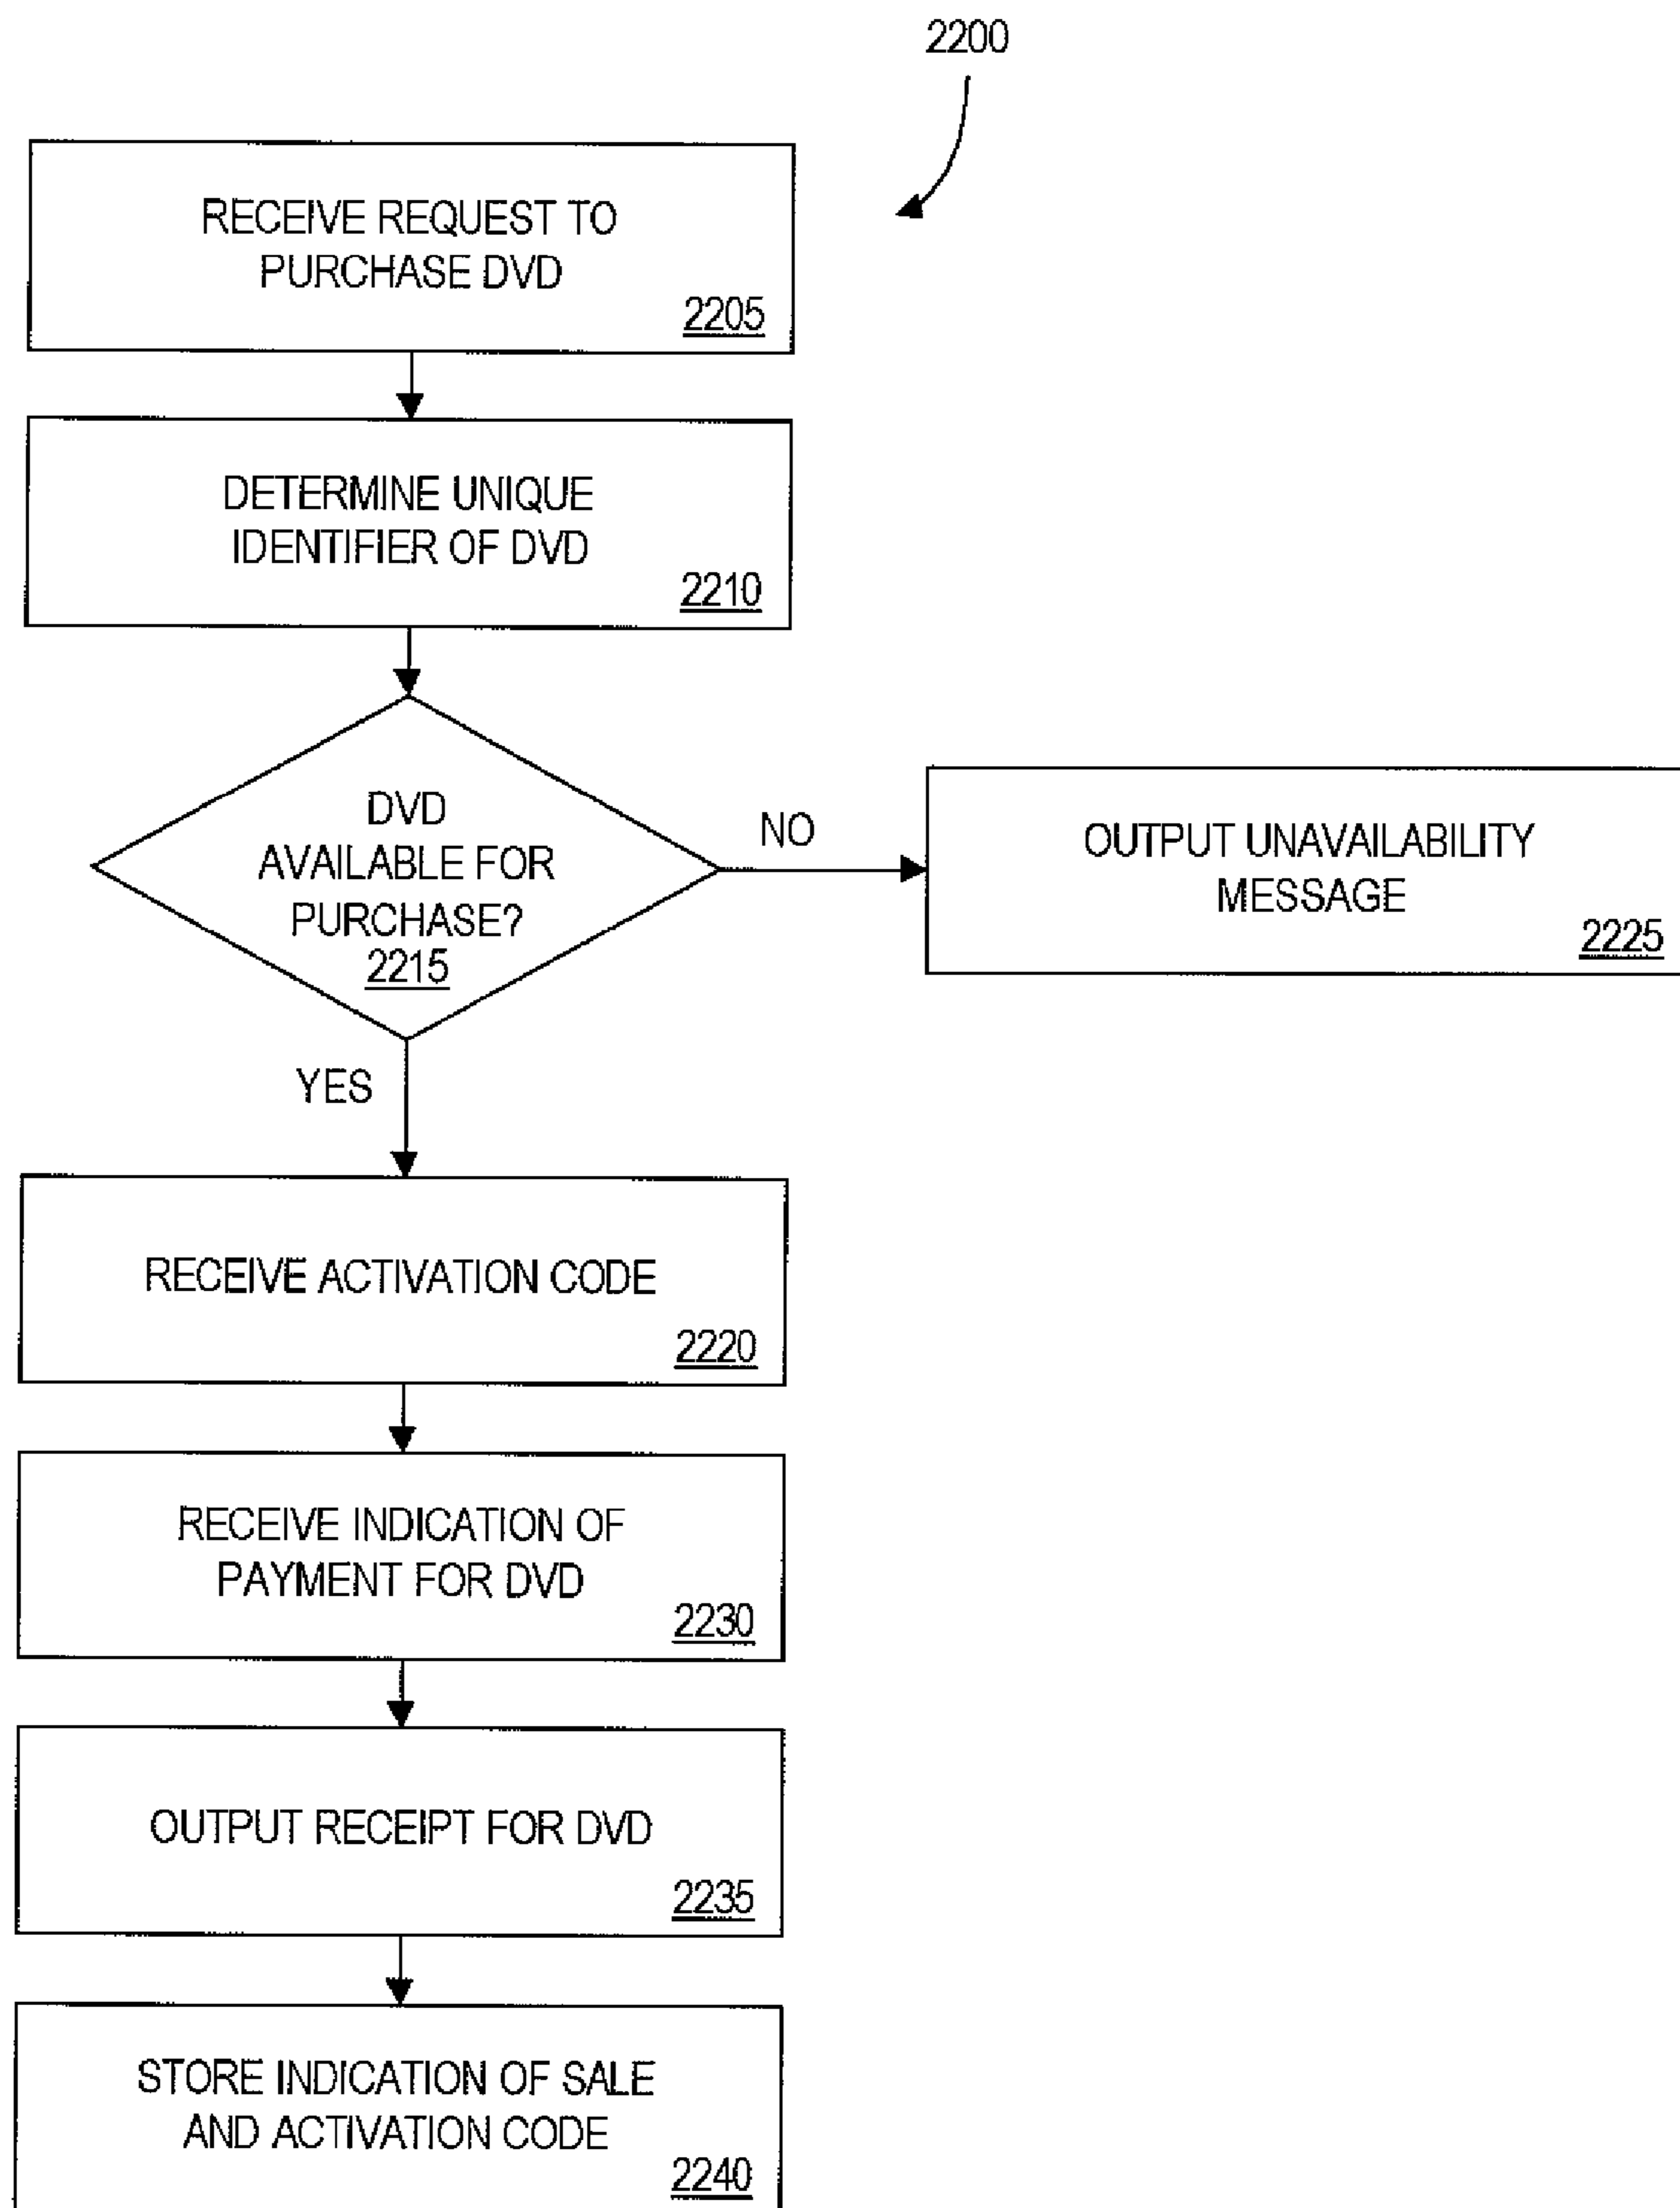 2200
RECEIVE REQUEST TO
PURCHASE DVD
2205
DETERMINE UNIQUE
IDENTIFIER OF DVD
2210
DVD
AVAILABLE FOR
PURCHASE?
2215
NO
OUTPUT UNAVAILABILITY
MESSAGE
2225
YES
RECEIVE ACTIVATION CODE
2220
RECEIVE INDICATION OF
PAYMENT FOR DVD
2230
OUTPUT RECEIPT FOR DVD
2235
STORE INDICATION OF SALE
AND ACTIVATION CODE
2240